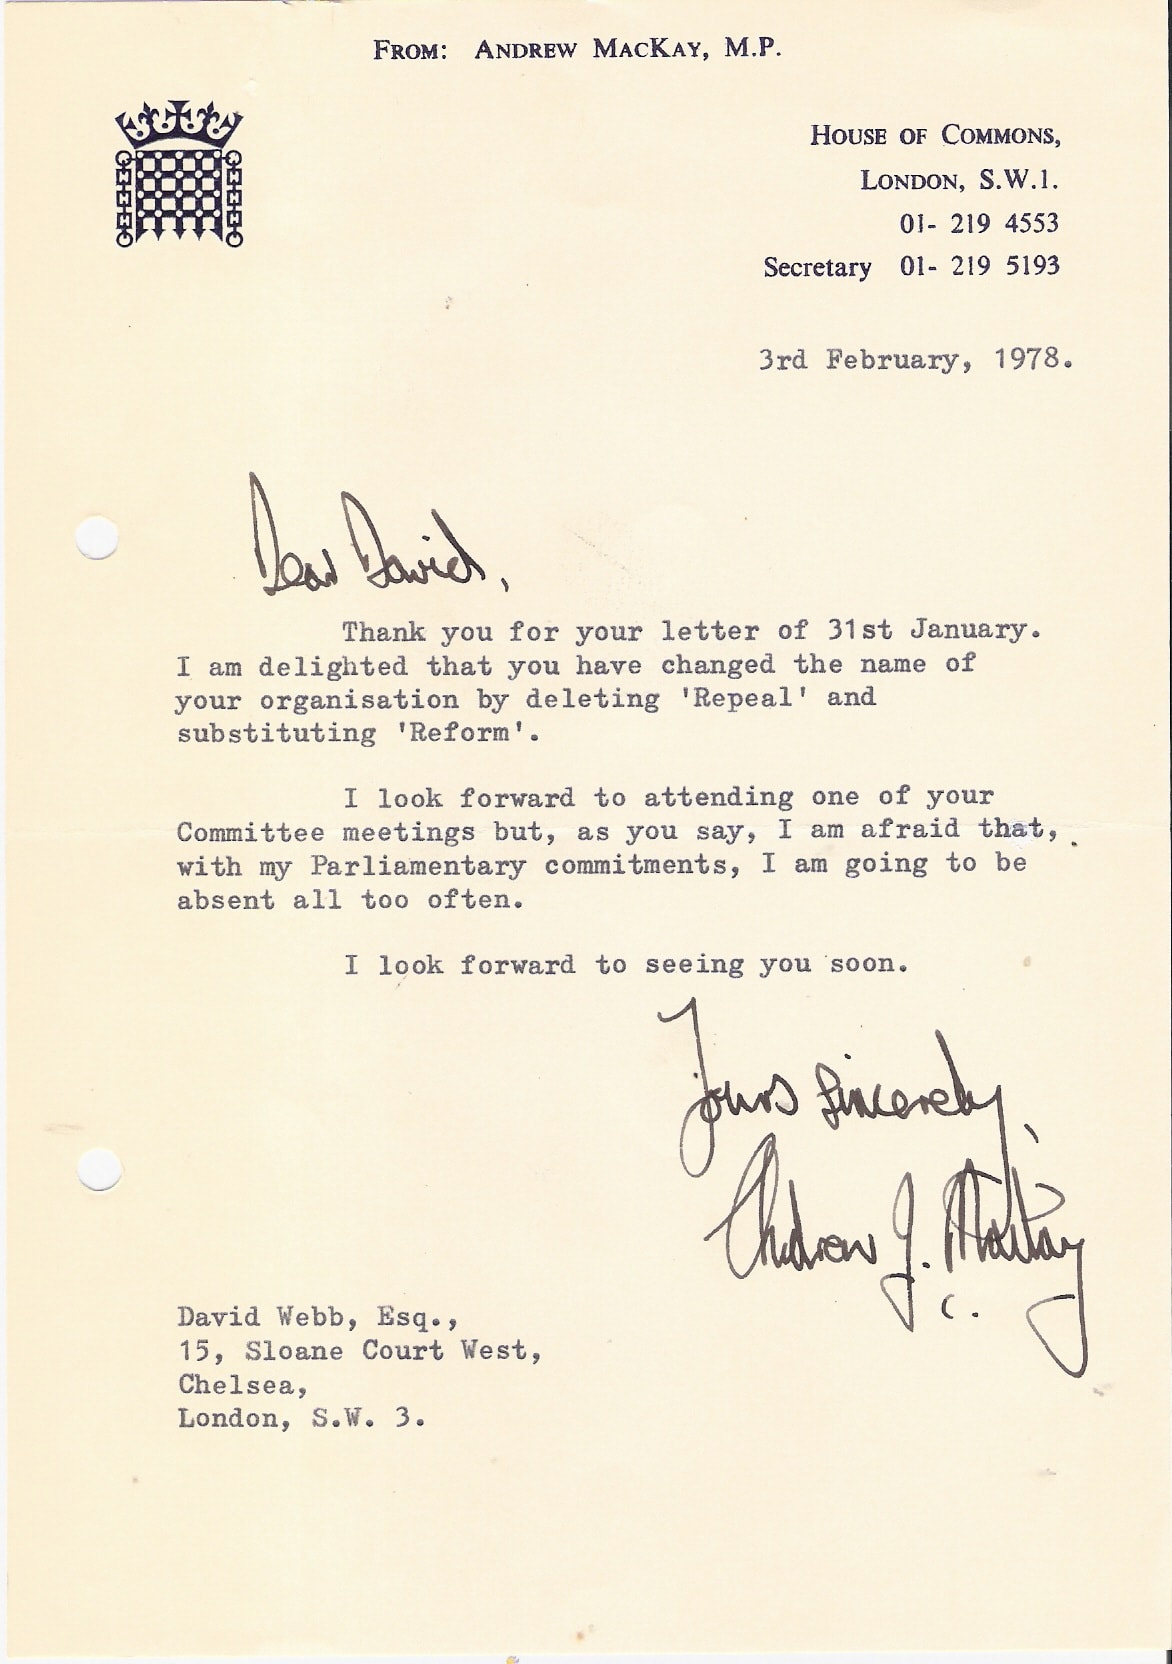 FROM: ANDREW MACKAY, M.P.
HOUSE OF COMMONS,
LONDON, S.W.1.
01- 219 4553
Secretary 01- 219 5193
3rd February, 1978.
Dear David,
Thank you for your letter of 31st January.
I am delighted that you have changed the name of
your organisation by deleting 'Repeal' and
substituting 'Reform'.
I look forward to attending one of your
Committee meetings but, as you say, I am afraid that,
with my Parliamentary commitments, I am going to be
absent all too often.
I look forward to seeing you soon.
Yours sincerely,
Andrew J. MacKay
David Webb, Esq.,
15, Sloane Court West,
Chelsea,
London, S.W. 3.